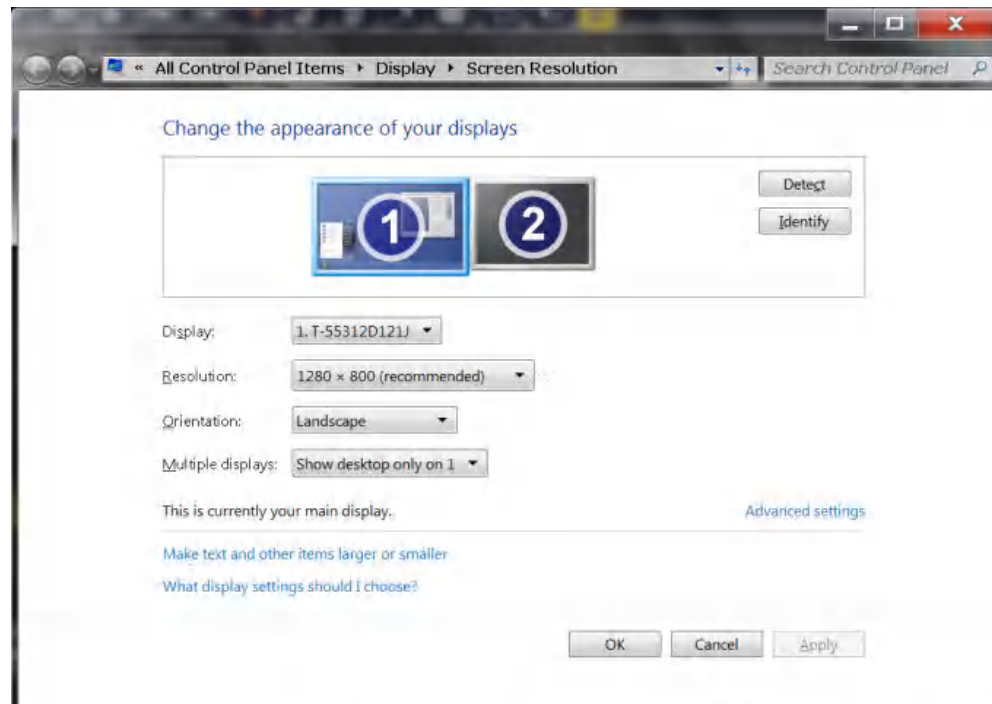 « All Control Panel Items ▸ Display ▸ Screen Resolution
Search Control Panel
Change the appearance of your displays
1
2
Detect
Identify
Display:
1. T-55312D121J
Resolution:
1280 × 800 (recommended)
Orientation:
Landscape
Multiple displays:
Show desktop only on 1
This is currently your main display.
Advanced settings
Make text and other items larger or smaller
What display settings should I choose?
OK
Cancel
Apply